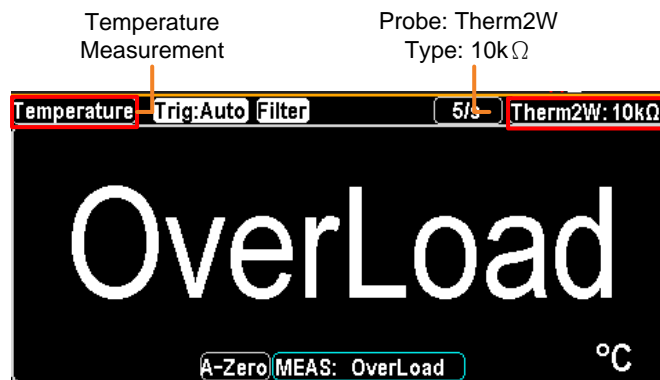 Temperature
Measurement
Probe: Therm2W
Type: 10kΩ
Temperature Trig:Auto Filter 5/s Therm2W:10kΩ
OverLoad
°C
A-Zero MEAS: OverLoad